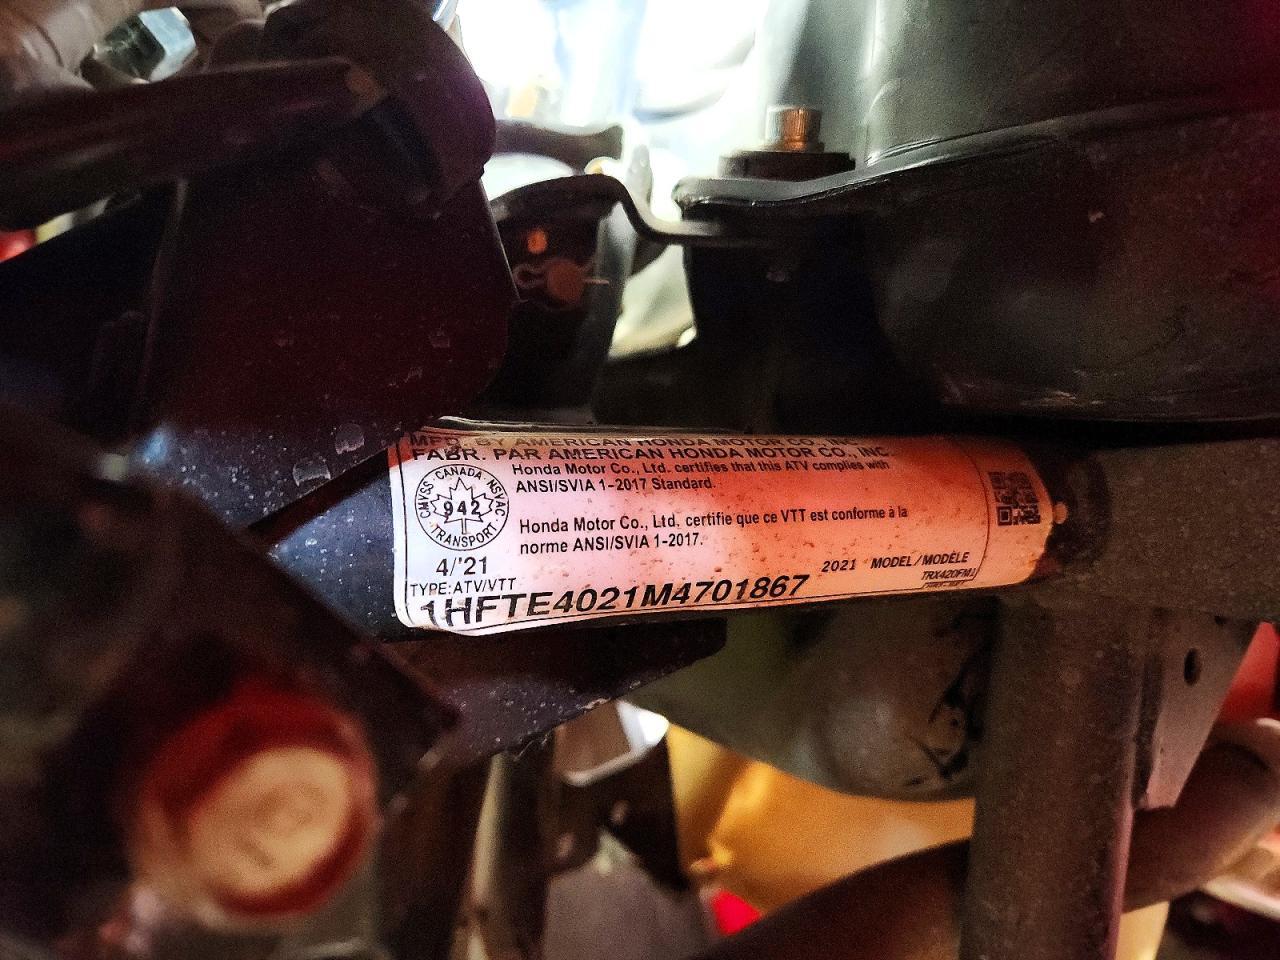 MFD. BY AMERICAN HONDA MOTOR CO., INC.
FABR. PAR AMERICAN HONDA MOTOR CO., INC.
Honda Motor Co., Ltd. certifies that this ATV complies with
ANSI/SVIA 1-2017 Standard.
CMVSS · CANADA · NSVAC
942
TRANSPORT
Honda Motor Co., Ltd. certifie que ce VTT est conforme à la
norme ANSI/SVIA 1-2017.
4/'21
2021 MODEL/MODÈLE
TYPE:ATV/VTT
TRX420FM1
1HFTE4021M4701867